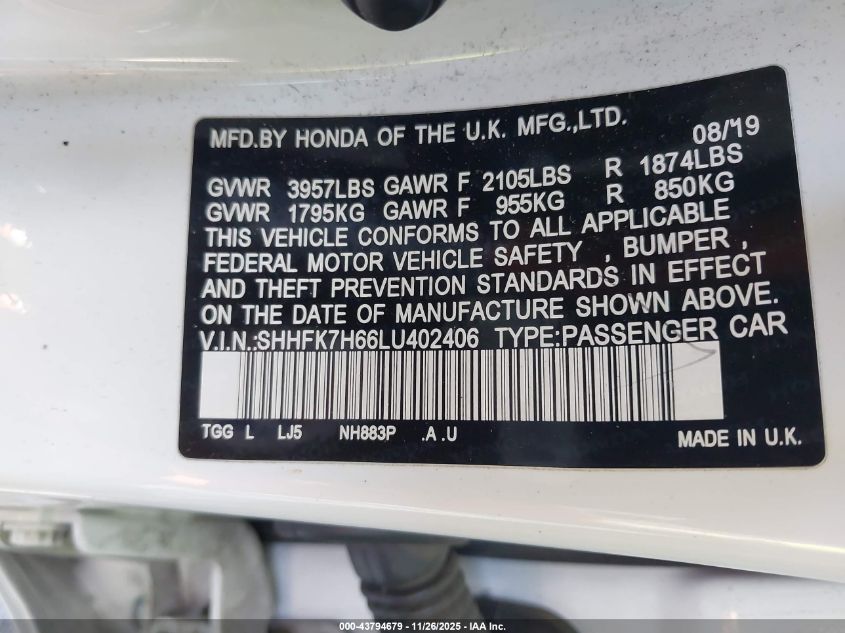 MFD.BY HONDA OF THE U.K. MFG.,LTD. 08/19
GVWR 3957LBS GAWR F 2105LBS R 1874LBS
GVWR 1795KG GAWR F 955KG R 850KG
THIS VEHICLE CONFORMS TO ALL APPLICABLE
FEDERAL MOTOR VEHICLE SAFETY , BUMPER ,
AND THEFT PREVENTION STANDARDS IN EFFECT
ON THE DATE OF MANUFACTURE SHOWN ABOVE.
V.I.N.:SHHFK7H66LU402406 TYPE:PASSENGER CAR
TGG L LJ5 NH883P .A .U MADE IN U.K.
000-43794679 - 11/26/2025 - IAA Inc.